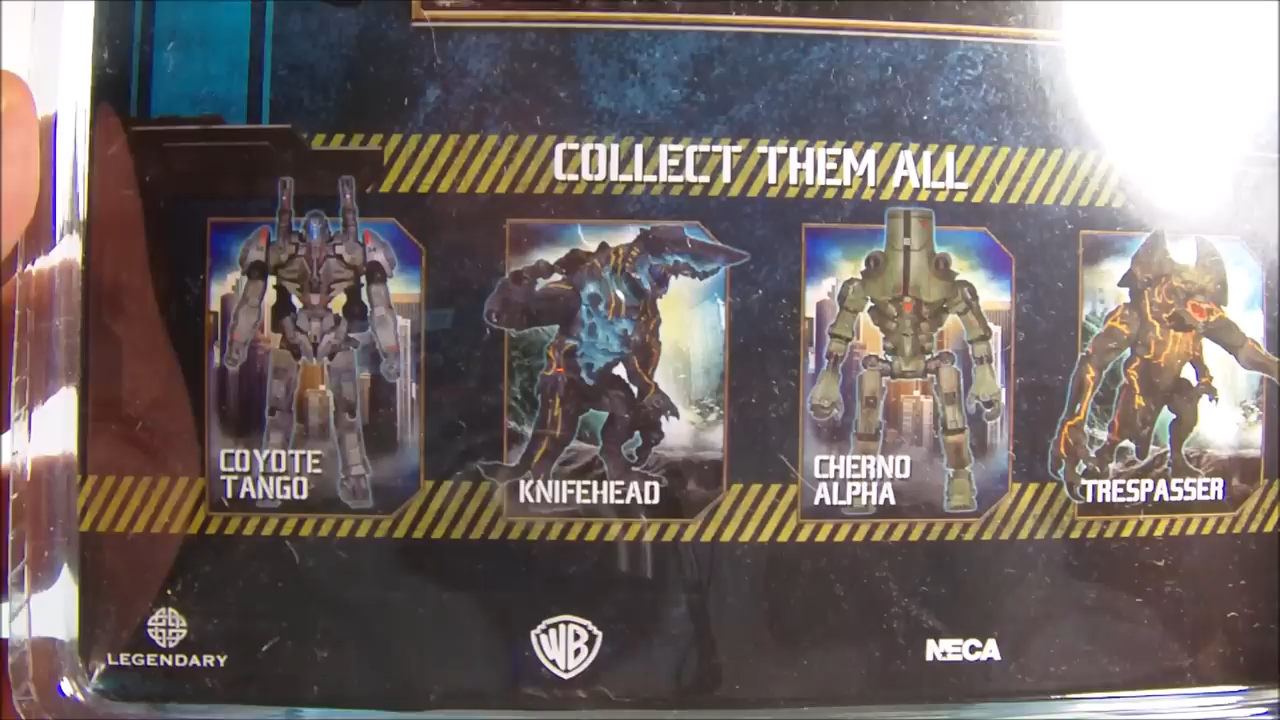 COLLECT THEM ALL
COYOTE
TANGO
KNIFEHEAD
CHERNO
ALPHA
TRESPASSER
LEGENDARY
WB
NECA